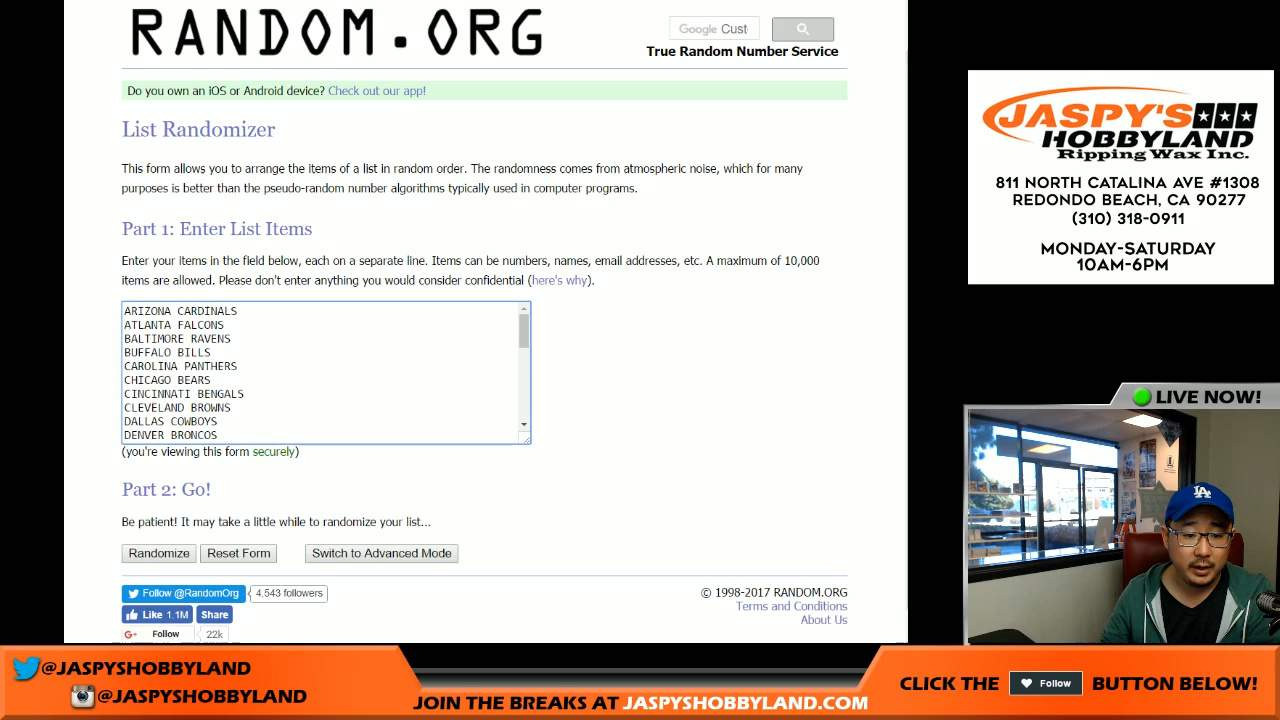 RANDOM.ORG
Google Cust
True Random Number Service
Do you own an iOS or Android device? Check out our app!
List Randomizer
This form allows you to arrange the items of a list in random order. The randomness comes from atmospheric noise, which for many
purposes is better than the pseudo-random number algorithms typically used in computer programs.
Part 1: Enter List Items
Enter your items in the field below, each on a separate line. Items can be numbers, names, email addresses, etc. A maximum of 10,000
items are allowed. Please don't enter anything you would consider confidential (here's why).
ARIZONA CARDINALS
ATLANTA FALCONS
BALTIMORE RAVENS
BUFFALO BILLS
CAROLINA PANTHERS
CHICAGO BEARS
CINCINNATI BENGALS
CLEVELAND BROWNS
DALLAS COWBOYS
DENVER BRONCOS
(you're viewing this form securely)
Part 2: Go!
Be patient! It may take a little while to randomize your list...
Randomize Reset Form Switch to Advanced Mode
Follow @RandomOrg 4,543 followers
Like 1.1M Share
G+ Follow 22k
© 1998-2017 RANDOM.ORG
Terms and Conditions
About Us
JASPY'S
HOBBYLAND
Ripping Wax Inc.
811 NORTH CATALINA AVE #1308
REDONDO BEACH, CA 90277
(310) 318-0911
MONDAY-SATURDAY
10AM-6PM
LIVE NOW!
LA
@JASPYSHOBBYLAND
@JASPYSHOBBYLAND
JOIN THE BREAKS AT JASPYSHOBBYLAND.COM
CLICK THE Follow BUTTON BELOW!